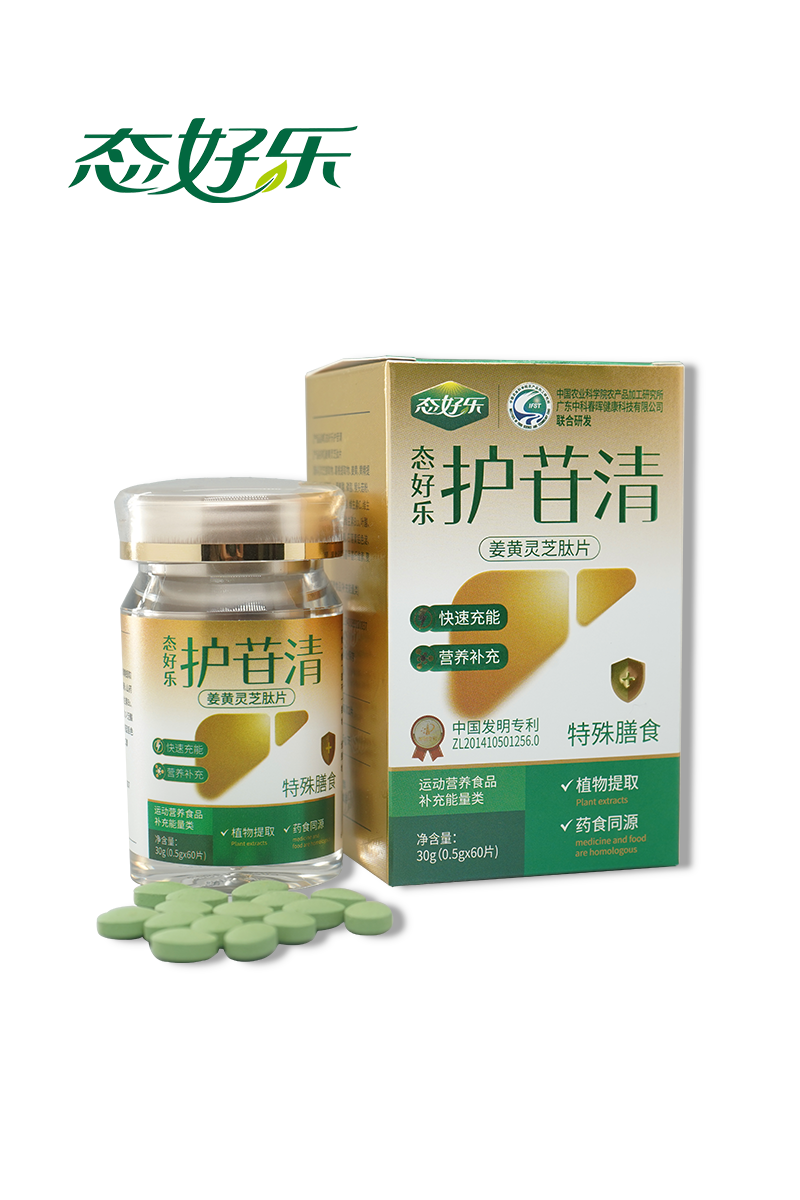 态好乐
态好乐
IFST
中国农业科学院农产品加工研究所
广东中科春晖健康科技有限公司
联合研发
态好乐
护苷清
姜黄灵芝肽片
快速充能
营养补充
中国发明专利
ZL201410501256.0
特殊膳食
运动营养食品
补充能量类
净含量：
30g(0.5gx60片)
植物提取
Plant extracts
药食同源
medicine and food
are homologous
态好乐
护苷清
姜黄灵芝肽片
快速充能
营养补充
特殊膳食
运动营养食品
补充能量类
净含量：
30g(0.5gx60片)
植物提取
Plant extracts
药食同源
medicine and
food are homologous